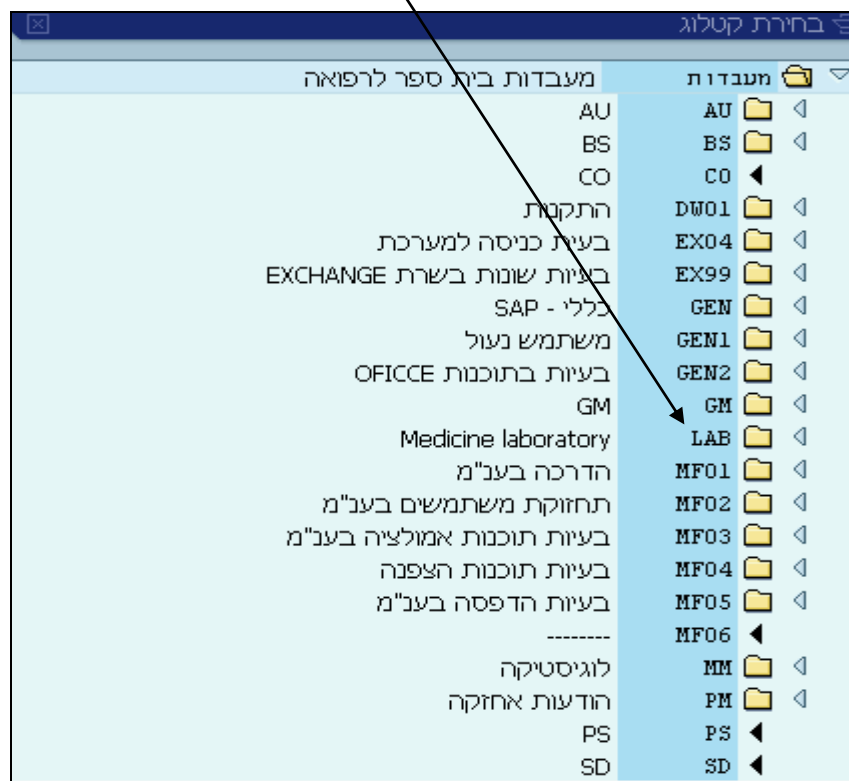 בחירת קטלוג
מעבדות מעבדות בית ספר לרפואה
AU AU
BS BS
CO CO
DW01 התקנות
EX04 בעית כניסה למערכת
EX99 בעיות שונות בשרת EXCHANGE
GEN כללי - SAP
GEN1 משתמש נעול
GEN2 בעיות בתוכנות OFICCE
GM GM
LAB Medicine laboratory
MF01 הדרכה בענ"מ
MF02 תחזוקת משתמשים בענ"מ
MF03 בעיות תוכנות אמולציה בענ"מ
MF04 בעיות תוכנות הצפנה
MF05 בעיות הדפסה בענ"מ
MF06 --------
MM לוגיסטיקה
PM הודעות אחזקה
PS PS
SD SD